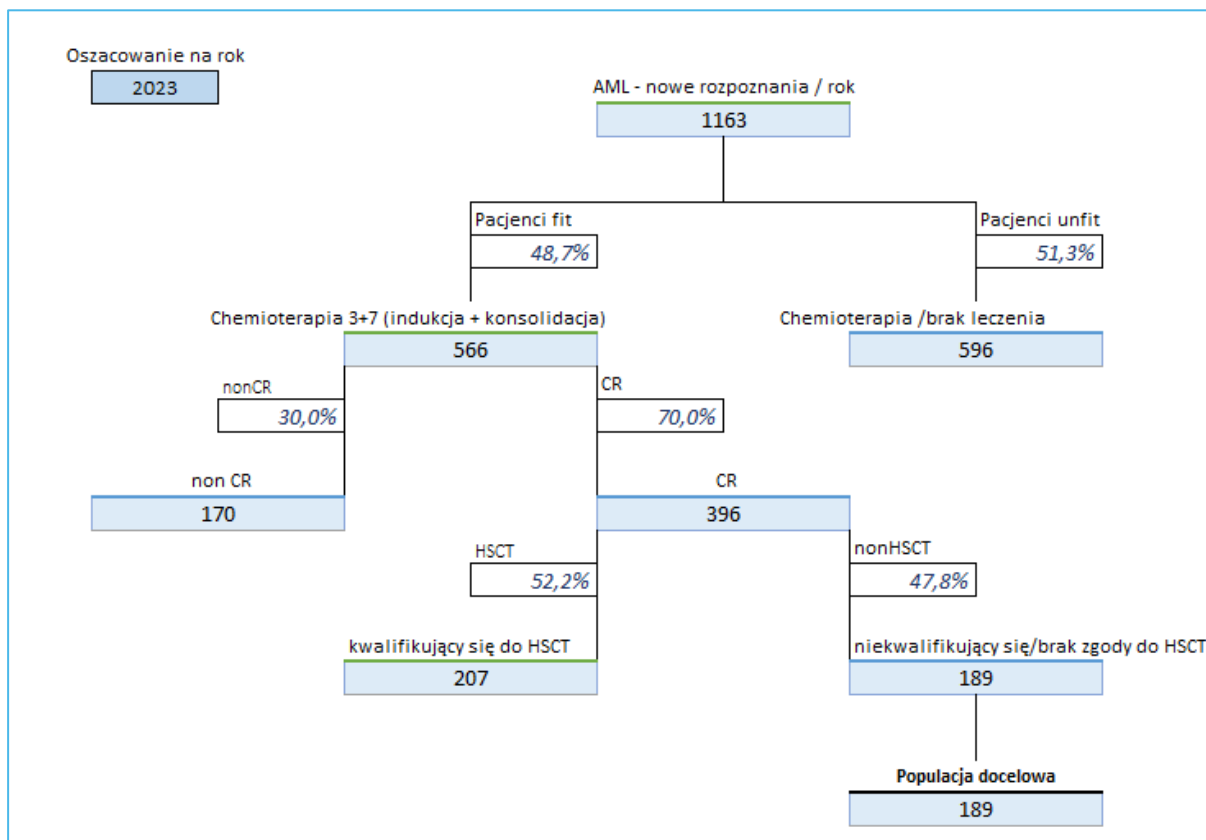 Oszacowanie na rok
2023
AML - nowe rozpoznania / rok
1163
Pacjenci fit
48,7%
Pacjenci unfit
51,3%
Chemioterapia 3+7 (indukcja + konsolidacja)
566
Chemioterapia /brak leczenia
596
nonCR
30,0%
CR
70,0%
non CR
170
CR
396
HSCT
52,2%
nonHSCT
47,8%
kwalifikujący się do HSCT
207
niekwalifikujący się/brak zgody do HSCT
189
Populacja docelowa
189